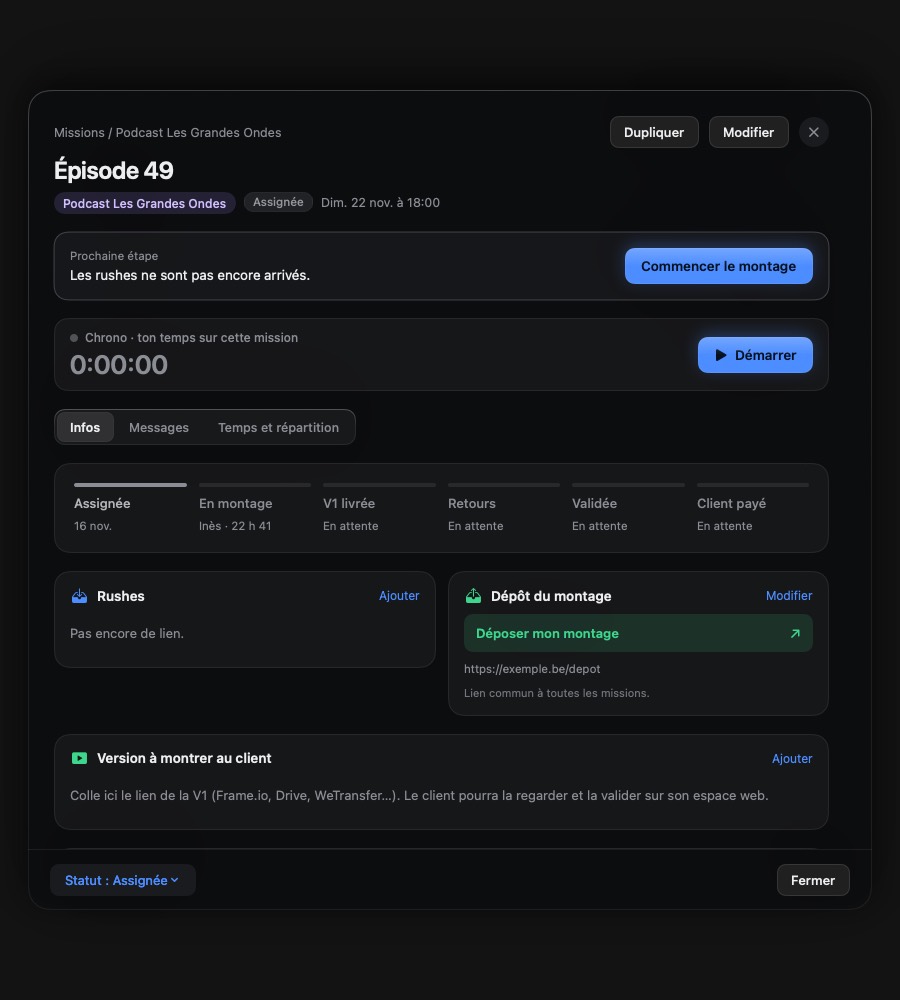 Missions / Podcast Les Grandes Ondes
Dupliquer
Modifier
Épisode 49
Podcast Les Grandes Ondes
Assignée
Dim. 22 nov. à 18:00
Prochaine étape
Les rushes ne sont pas encore arrivés.
Commencer le montage
Chrono · ton temps sur cette mission
0:00:00
Démarrer
Infos
Messages
Temps et répartition
Assignée
16 nov.
En montage
Inès · 22 h 41
V1 livrée
En attente
Retours
En attente
Validée
En attente
Client payé
En attente
Rushes
Ajouter
Pas encore de lien.
Dépôt du montage
Modifier
Déposer mon montage
https://exemple.be/depot
Lien commun à toutes les missions.
Version à montrer au client
Ajouter
Colle ici le lien de la V1 (Frame.io, Drive, WeTransfer…). Le client pourra la regarder et la valider sur son espace web.
Statut : Assignée
Fermer